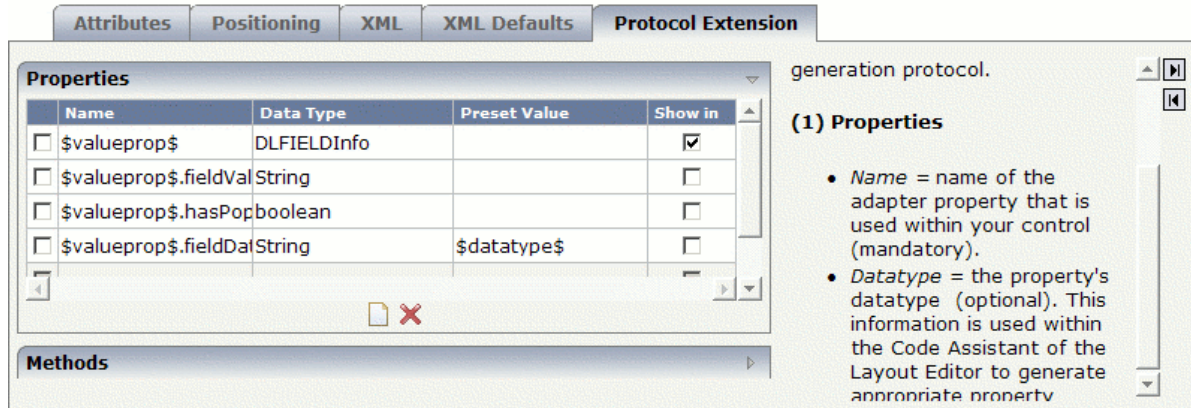 Attributes Positioning XML XML Defaults Protocol Extension
Properties
Name Data Type Preset Value Show in
$valueprop$ DLFIELDInfo
$valueprop$.fieldVal String
$valueprop$.hasPop boolean
$valueprop$.fieldDat String $datatype$
Methods
generation protocol.
(1) Properties
• Name = name of the
adapter property that is
used within your control
(mandatory).
• Datatype = the property's
datatype (optional). This
information is used within
the Code Assistant of the
Layout Editor to generate
appropriate property